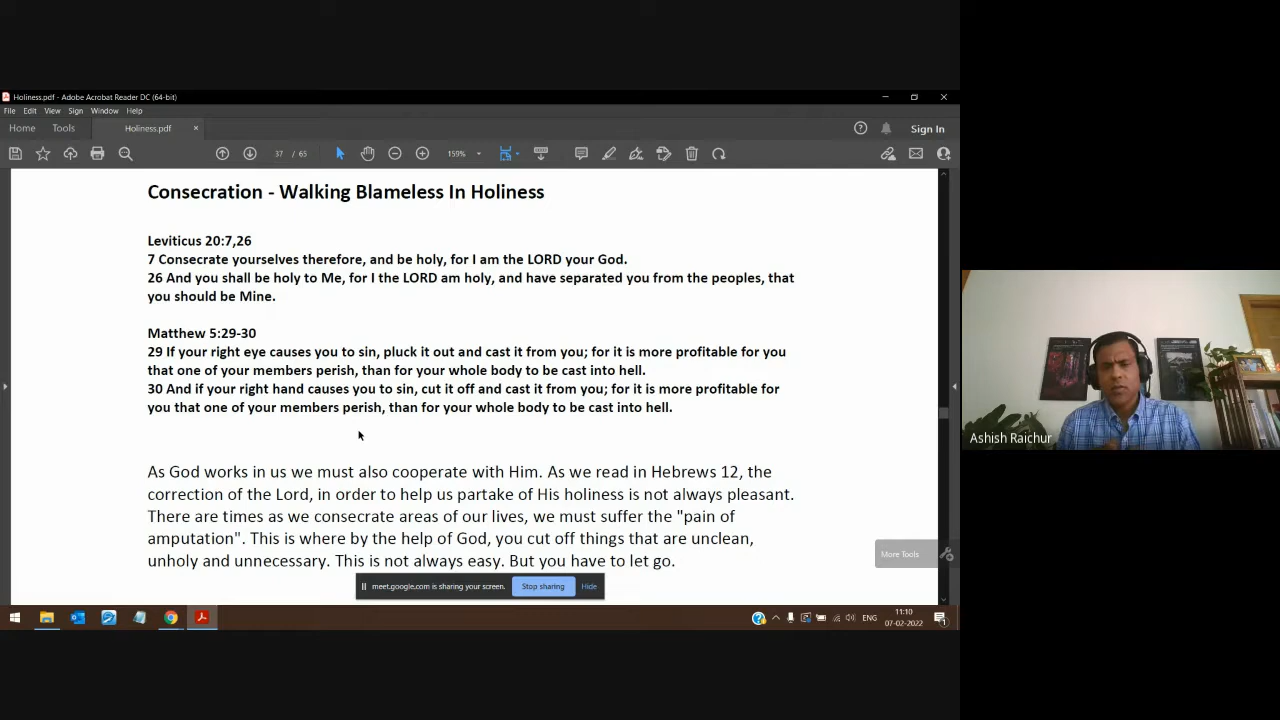 Holiness.pdf - Adobe Acrobat Reader DC (64-bit)
File Edit View Sign Window Help
Home Tools Holiness.pdf × Sign In
37 / 65 159%
Consecration - Walking Blameless In Holiness
Leviticus 20:7,26
7 Consecrate yourselves therefore, and be holy, for I am the LORD your God.
26 And you shall be holy to Me, for I the LORD am holy, and have separated you from the peoples, that
you should be Mine.
Matthew 5:29-30
29 If your right eye causes you to sin, pluck it out and cast it from you; for it is more profitable for you
that one of your members perish, than for your whole body to be cast into hell.
30 And if your right hand causes you to sin, cut it off and cast it from you; for it is more profitable for
you that one of your members perish, than for your whole body to be cast into hell.
As God works in us we must also cooperate with Him. As we read in Hebrews 12, the
correction of the Lord, in order to help us partake of His holiness is not always pleasant.
There are times as we consecrate areas of our lives, we must suffer the "pain of
amputation". This is where by the help of God, you cut off things that are unclean,
unholy and unnecessary. This is not always easy. But you have to let go.
More Tools
meet.google.com is sharing your screen. Stop sharing Hide
ENG 11:10
07-02-2022
Ashish Raichur